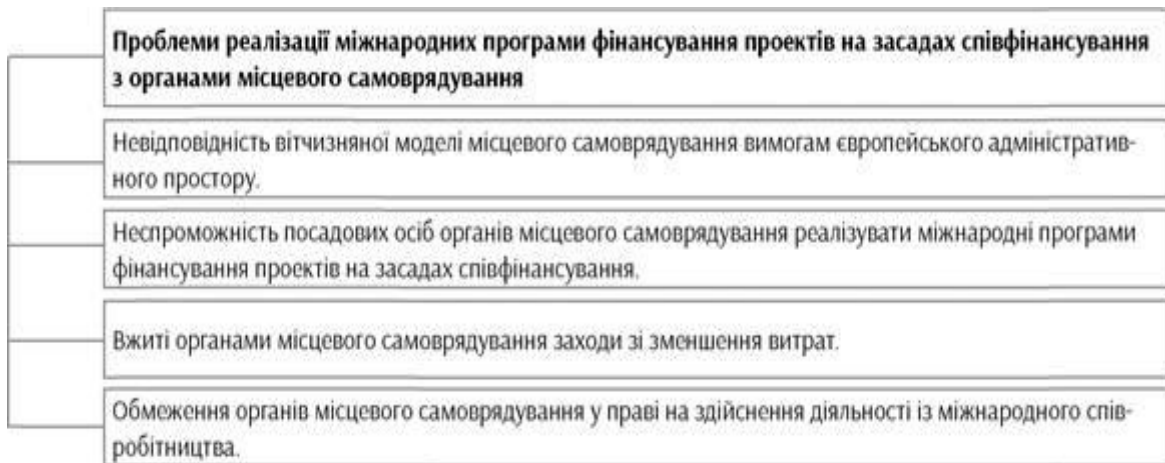 Проблеми реалізації міжнародних програми фінансування проектів на засадах співфінансування
з органами місцевого самоврядування
Невідповідність вітчизняної моделі місцевого самоврядування вимогам європейського адміністратив-
ного простору.
Неспроможність посадових осіб органів місцевого самоврядування реалізувати міжнародні програми
фінансування проектів на засадах співфінансування.
Вжиті органами місцевого самоврядування заходи зі зменшення витрат.
Обмеження органів місцевого самоврядування у праві на здійснення діяльності із міжнародного спів-
робітництва.